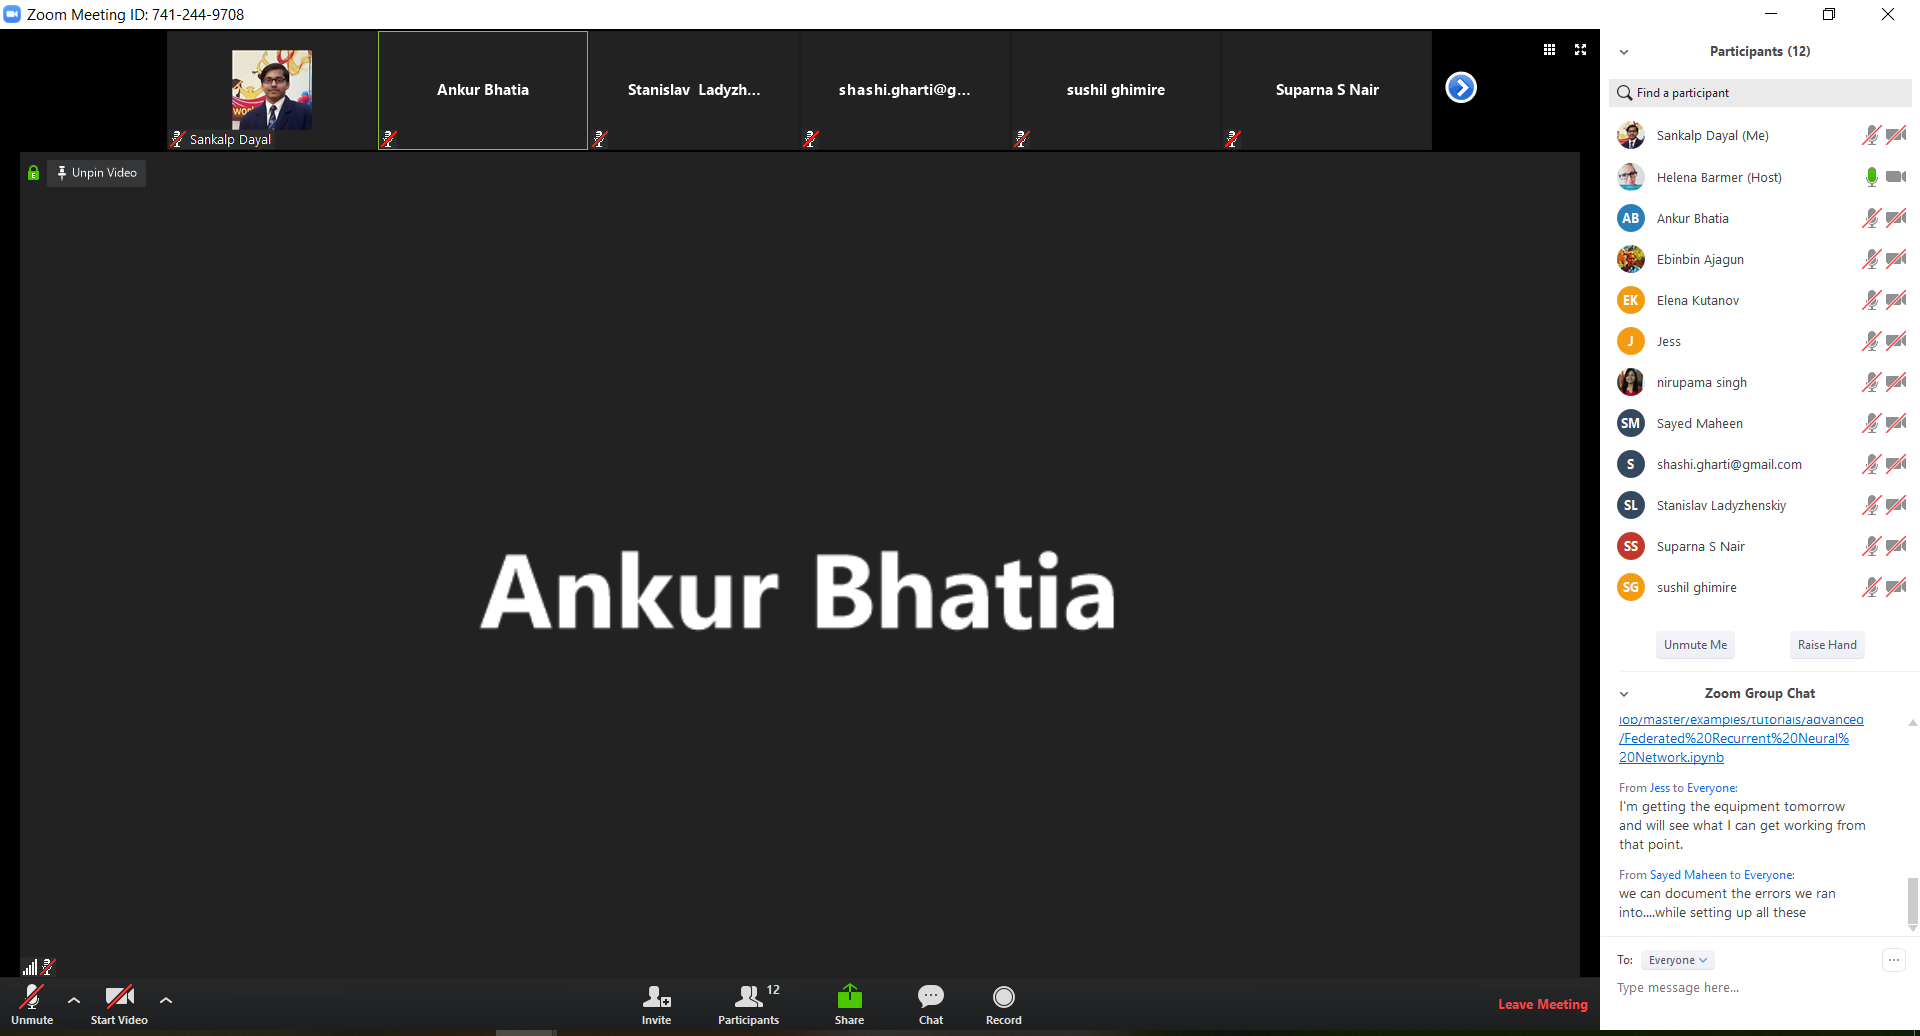 Zoom Meeting ID: 741-244-9708
Sankalp Dayal
Ankur Bhatia
Stanislav Ladyzh...
shashi.gharti@g...
sushil ghimire
Suparna S Nair
Unpin Video
Ankur Bhatia
Unmute
Start Video
Invite
12
Participants
Share
Chat
Record
Leave Meeting
Participants (12)
Find a participant
Sankalp Dayal (Me)
Helena Barmer (Host)
AB Ankur Bhatia
Ebinbin Ajagun
EK Elena Kutanov
J Jess
nirupama singh
SM Sayed Maheen
S shashi.gharti@gmail.com
SL Stanislav Ladyzhenskiy
SS Suparna S Nair
SG sushil ghimire
Unmute Me
Raise Hand
Zoom Group Chat
lob/master/examples/tutorials/advanced
/Federated%20Recurrent%20Neural%
20Network.ipynb
From Jess to Everyone:
I'm getting the equipment tomorrow
and will see what I can get working from
that point.
From Sayed Maheen to Everyone:
we can document the errors we ran
into....while setting up all these
To: Everyone
Type message here...